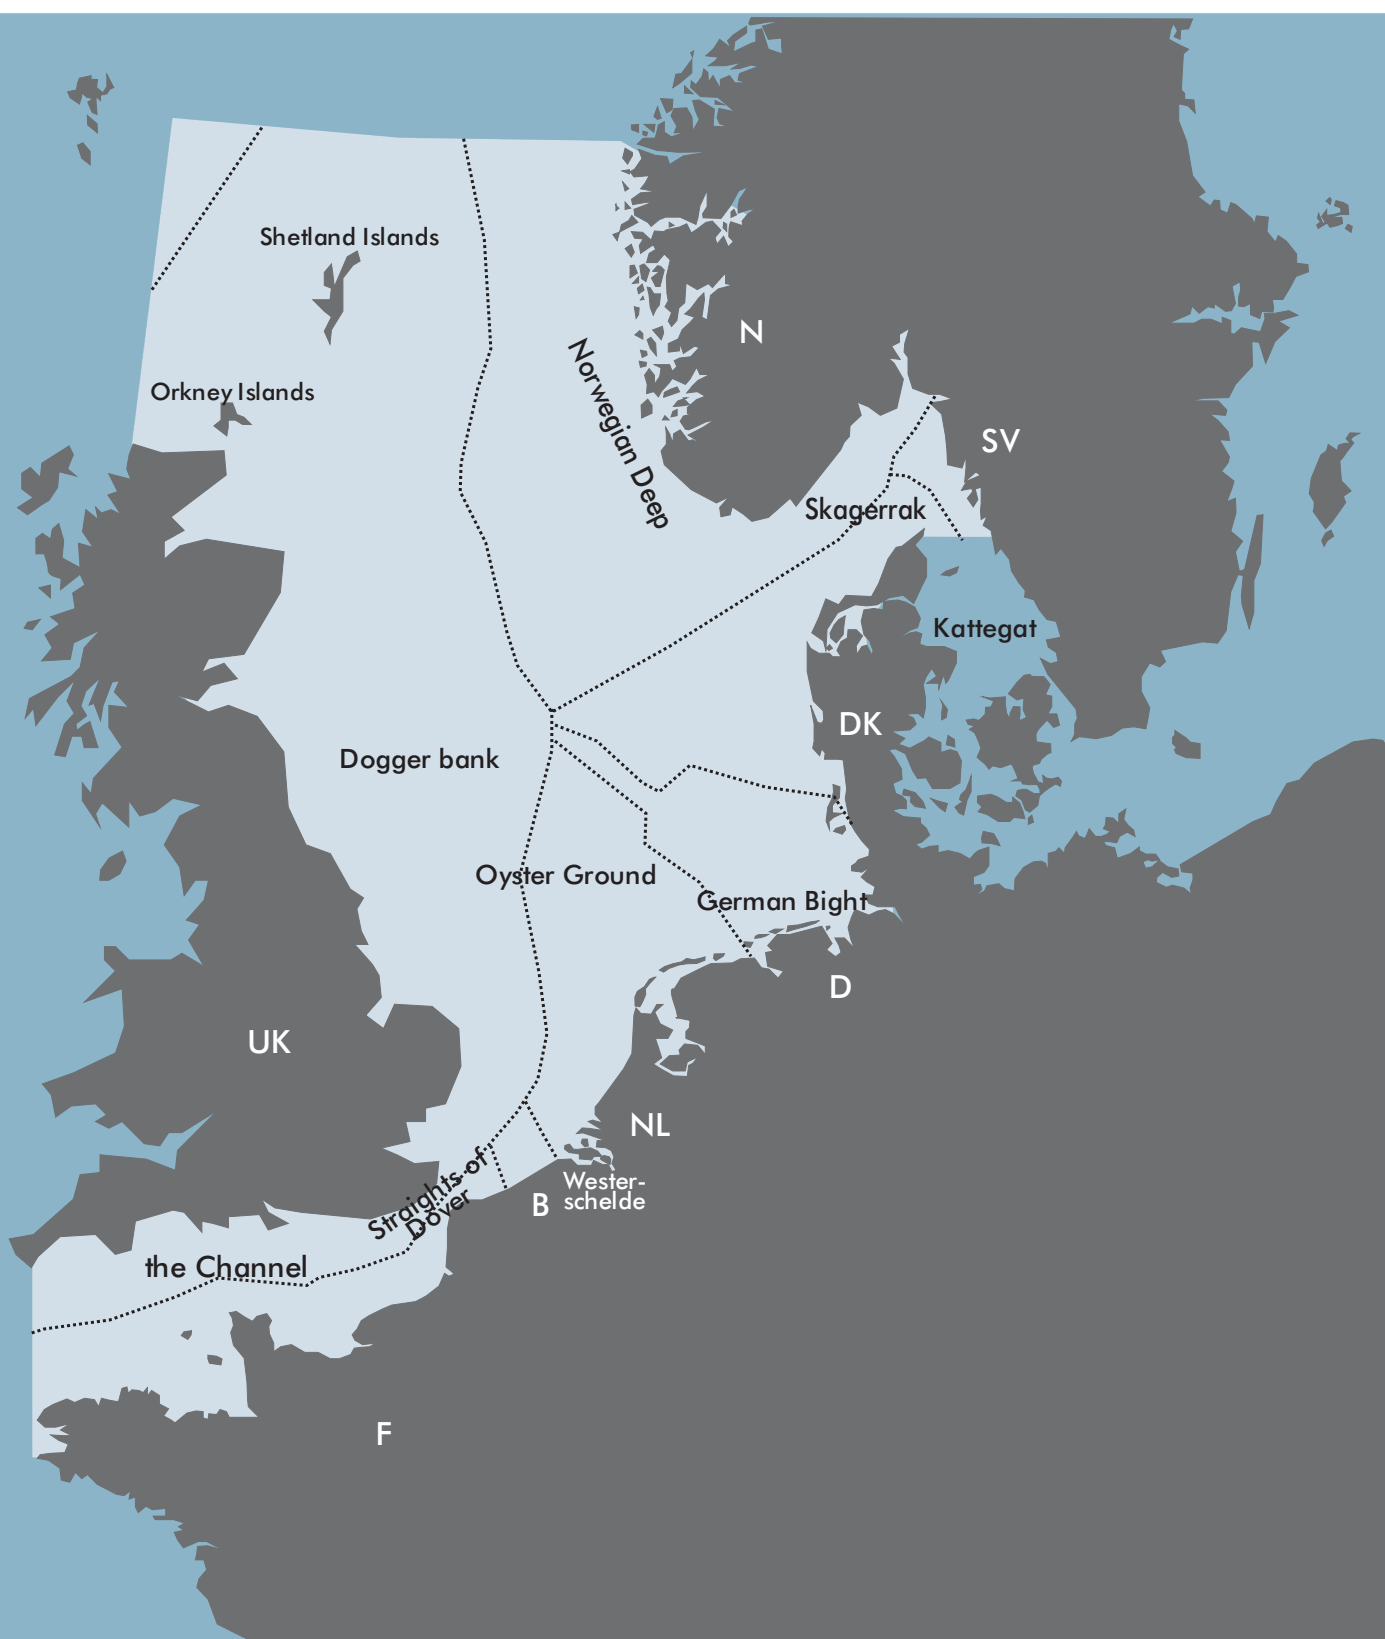 Shetland Islands
N
Orkney Islands
Norwegian Deep
SV
Skagerrak
Kattegat
DK
Dogger bank
Oyster Ground
German Bight
D
UK
NL
Straights of
Dover
Wester-
schelde
B
the Channel
F